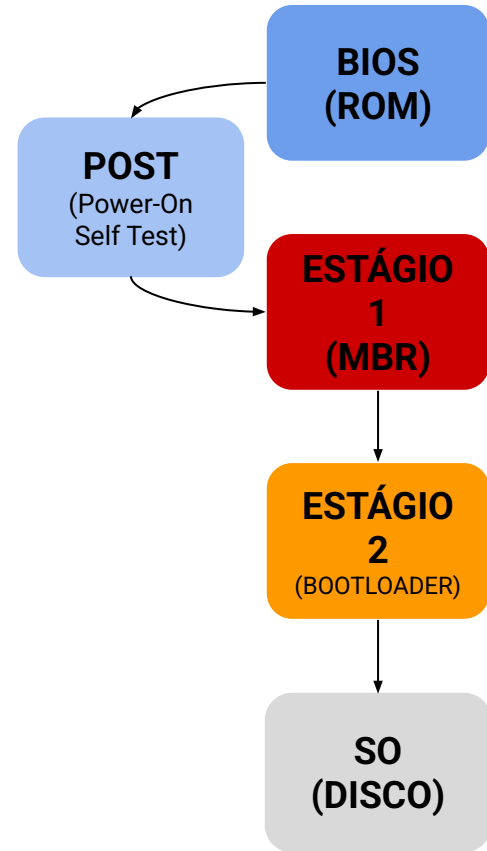 BIOS
(ROM)
POST
(Power-On
Self Test)
ESTÁGIO
1
(MBR)
ESTÁGIO
2
(BOOTLOADER)
SO
(DISCO)